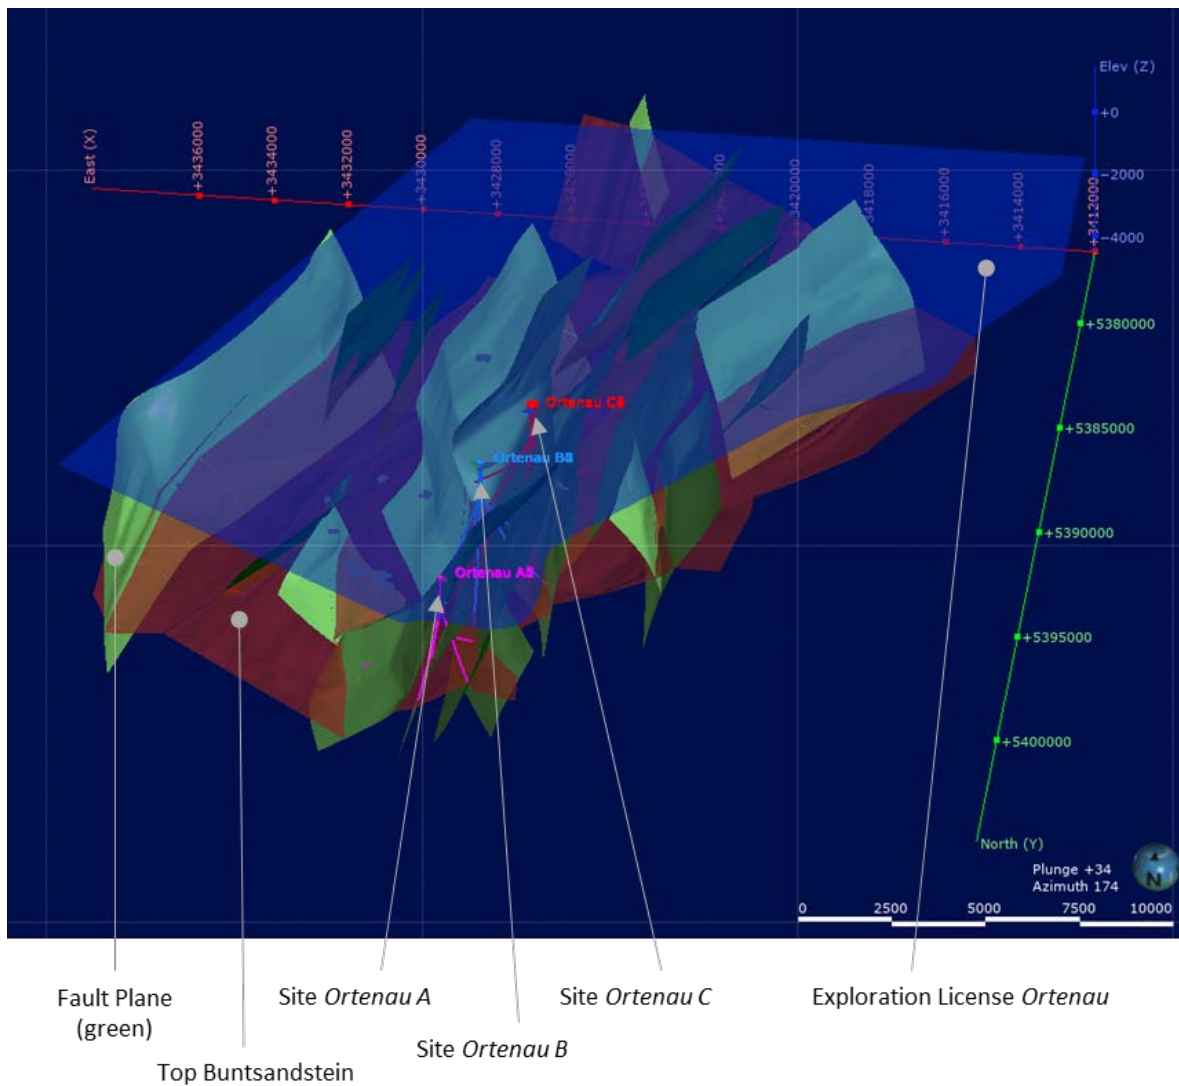 Elev (Z)
+0
-2000
-4000
East (X)
+3436000
+3434000
+3432000
+3430000
+3428000
+3420000
+3418000
+3416000
+3414000
+3412000
+5380000
+5385000
+5390000
+5395000
+5400000
North (Y)
Ortenau
Ortenau
Ortenau
Plunge +34
Azimuth 174
N
0 2500 5000 7500 10000
Fault Plane
(green)
Site Ortenau A
Site Ortenau C
Exploration License Ortenau
Site Ortenau B
Top Buntsandstein